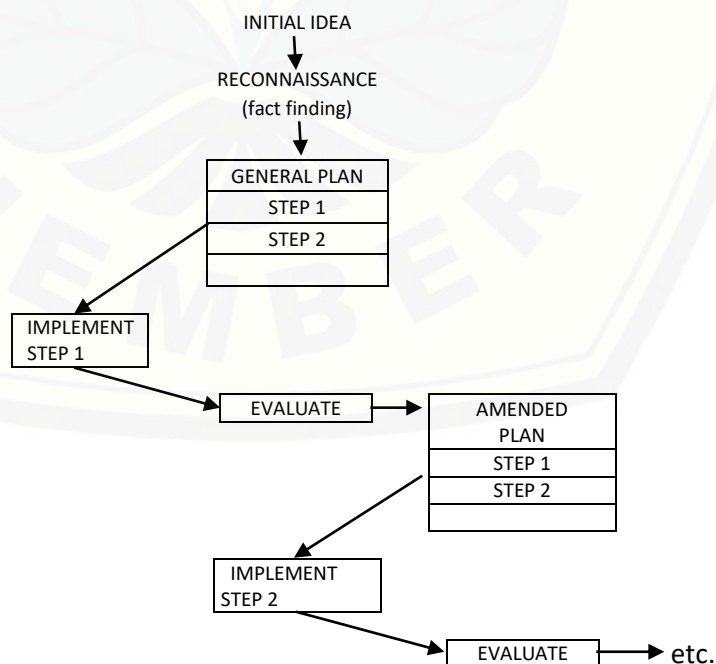 INITIAL IDEA
RECONNAISSANCE
(fact finding)
GENERAL PLAN
STEP 1
STEP 2
IMPLEMENT
STEP 1
EVALUATE
AMENDED
PLAN
STEP 1
STEP 2
IMPLEMENT
STEP 2
EVALUATE
etc.
EMBER